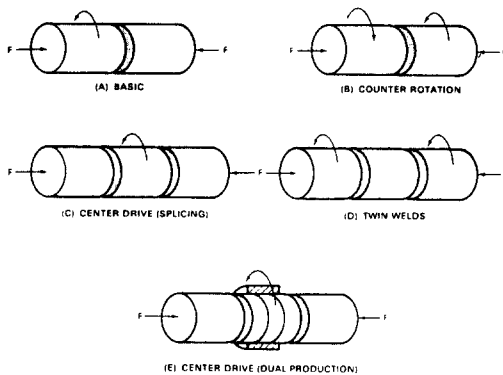 F F
(A) BASIC
F
(B) COUNTER ROTATION
F F
(C) CENTER DRIVE (SPLICING)
(D) TWIN WELDS
F F
(E) CENTER DRIVE (DUAL PRODUCTION)